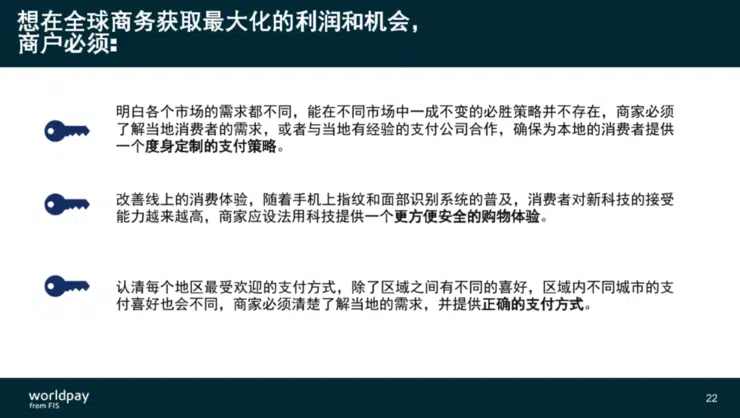 想在全球商务获取最大化的利润和机会，
商户必须:
明白各个市场的需求都不同，能在不同市场中一成不变的必胜策略并不存在，商家必须
了解当地消费者的需求，或者与当地有经验的支付公司合作，确保为本地的消费者提供
一个度身定制的支付策略。
改善线上的消费体验，随着手机上指纹和面部识别系统的普及，消费者对新科技的接受
能力越来越高，商家应设法用科技提供一个更方便安全的购物体验。
认清每个地区最受欢迎的支付方式，除了区域之间有不同的喜好，区域内不同城市的支
付喜好也会不同，商家必须清楚了解当地的需求，并提供正确的支付方式。
worldpay
from FIS
22